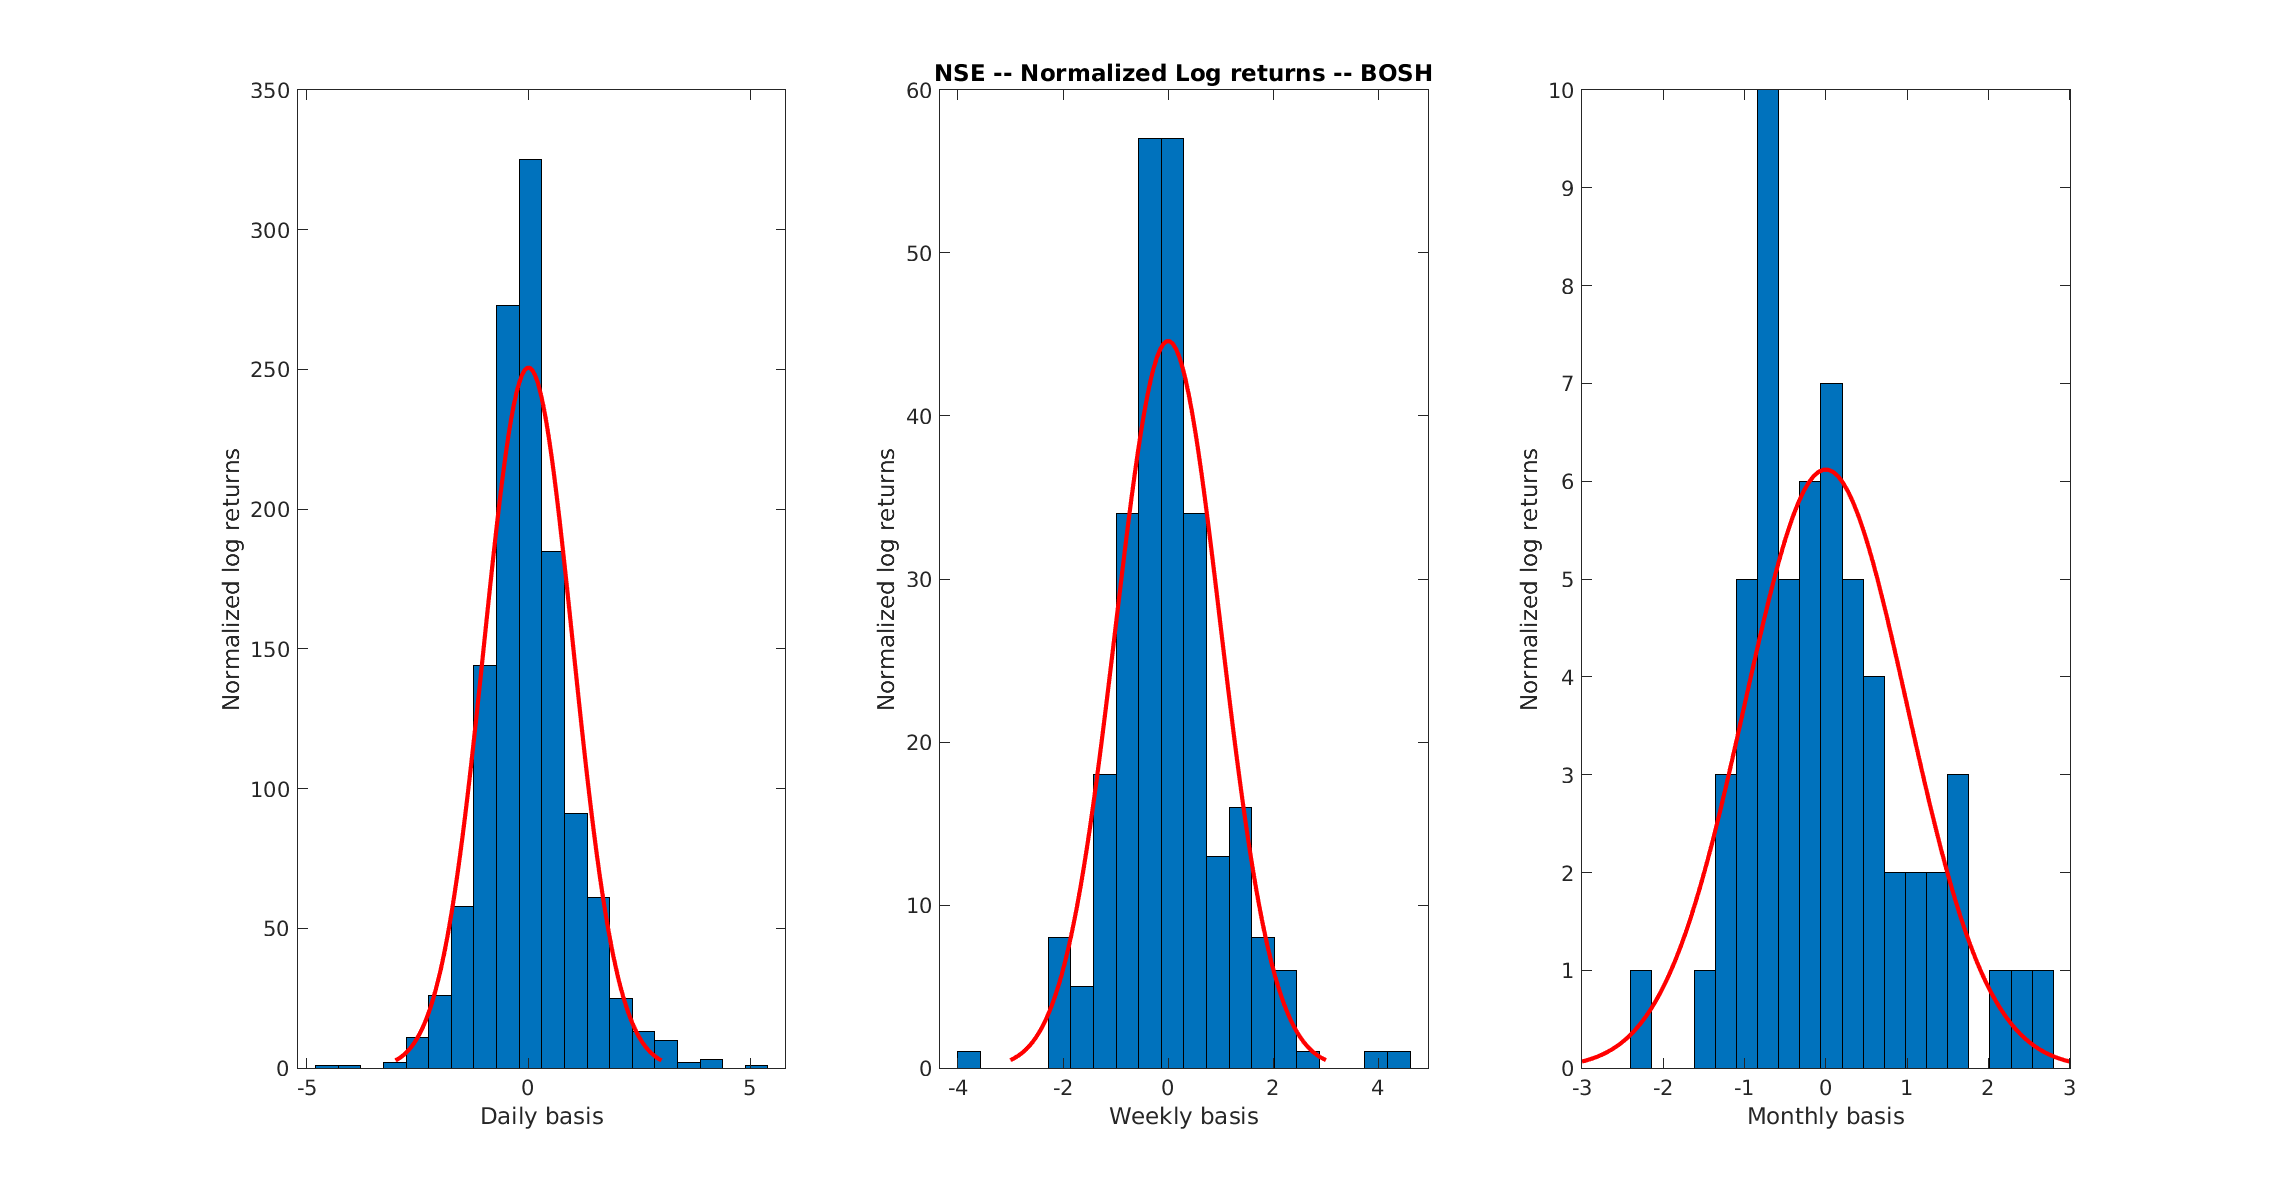 NSE -- Normalized Log returns -- BOSH
350
300
250
200
150
100
50
0
-5 0 5
Daily basis
Normalized log returns
60
50
40
30
20
10
0
-4 -2 0 2 4
Weekly basis
Normalized log returns
10
9
8
7
6
5
4
3
2
1
0
-3 -2 -1 0 1 2 3
Monthly basis
Normalized log returns